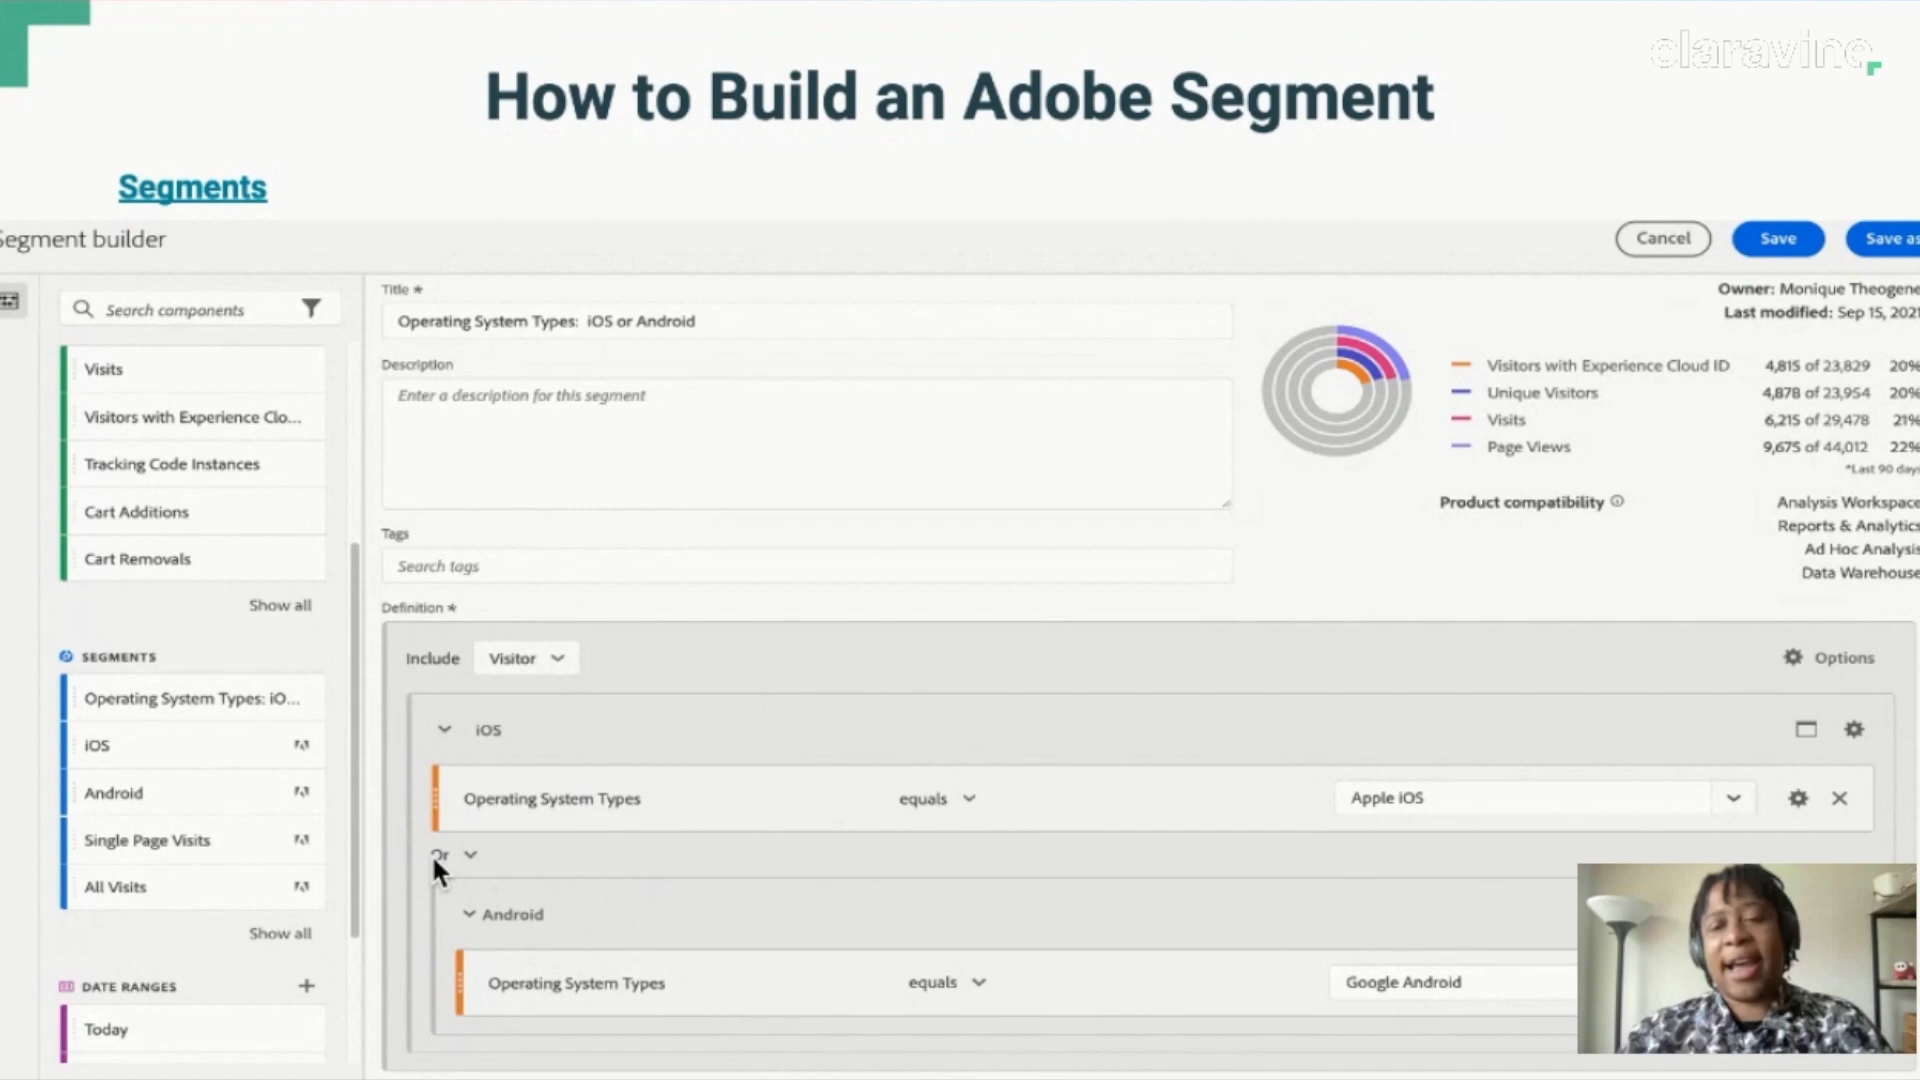 claravine
How to Build an Adobe Segment
Segments
Segment builder
Cancel
Save
Save as
Search components
Visits
Visitors with Experience Clo...
Tracking Code Instances
Cart Additions
Cart Removals
Show all
SEGMENTS
Operating System Types: iO...
iOS
Android
Single Page Visits
All Visits
Show all
DATE RANGES
Today
Title *
Operating System Types: iOS or Android
Description
Enter a description for this segment
Tags
Search tags
Definition *
Owner: Monique Theogene
Last modified: Sep 15, 2021
Visitors with Experience Cloud ID 4,815 of 23,829 20%
Unique Visitors 4,878 of 23,954 20%
Visits 6,215 of 29,478 21%
Page Views 9,675 of 44,012 22%
*Last 90 days
Product compatibility
Analysis Workspace
Reports & Analytics
Ad Hoc Analysis
Data Warehouse
Include Visitor
Options
iOS
Operating System Types equals Apple iOS
Or
Android
Operating System Types equals Google Android